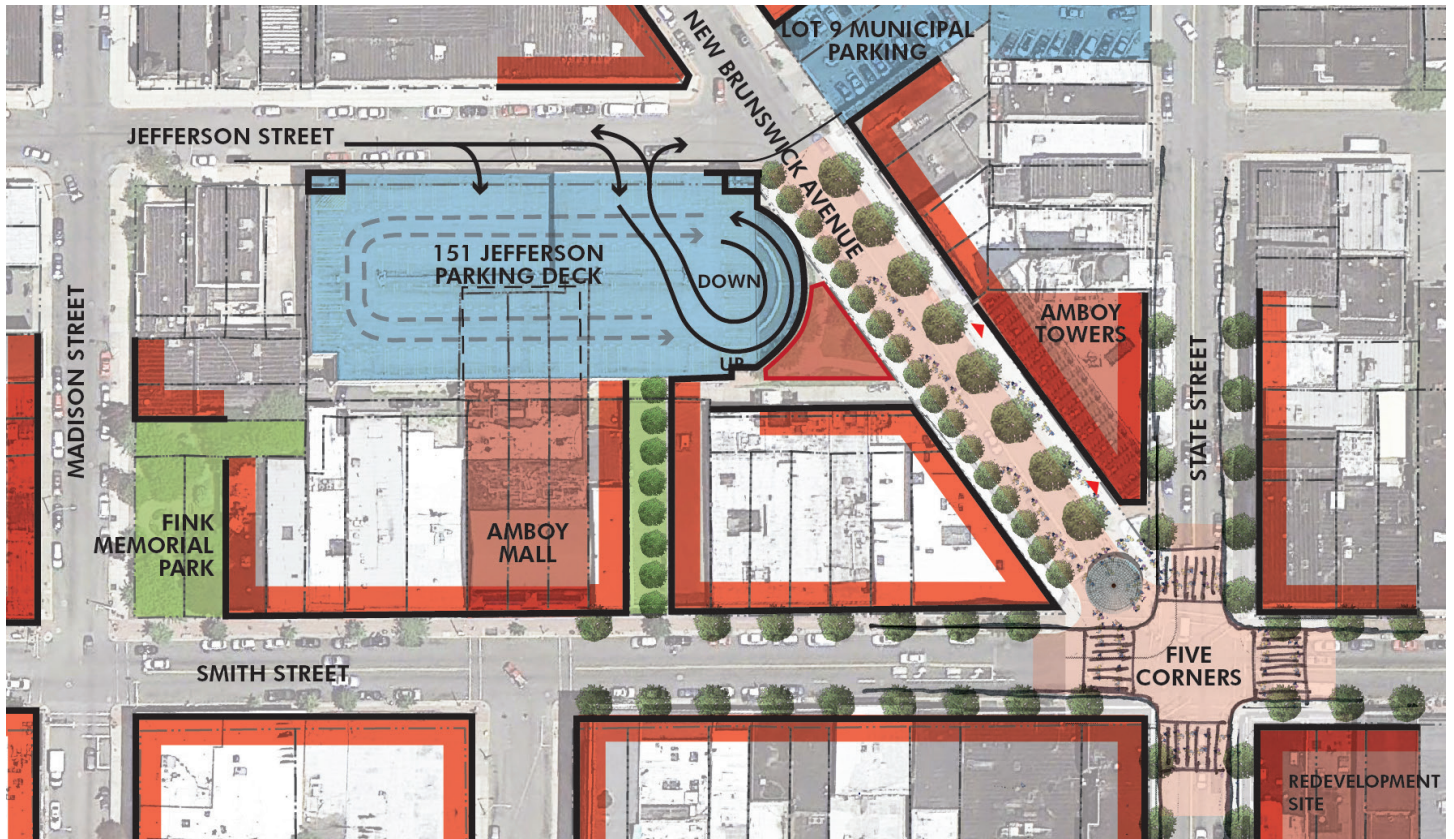 LOT 9 MUNICIPAL
PARKING
NEW BRUNSWICK AVENUE
JEFFERSON STREET
151 JEFFERSON
PARKING DECK
DOWN
UP
AMBOY
TOWERS
MADISON STREET
STATE STREET
FINK
MEMORIAL
PARK
AMBOY
MALL
SMITH STREET
FIVE
CORNERS
REDEVELOPMENT
SITE